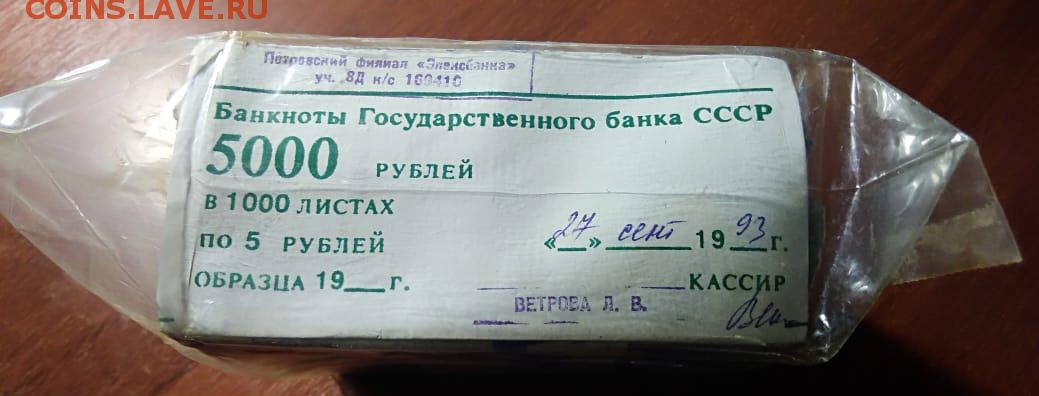 COINS.LAVE.RU
Петровский филиал «Элексбанка»
уч. 8Д к/с 169410
Банкноты Государственного банка СССР
5000 РУБЛЕЙ
В 1000 ЛИСТАХ
ПО 5 РУБЛЕЙ «27» сент 1993 г.
ОБРАЗЦА 19__ г. КАССИР
ВЕТРОВА Л. В.